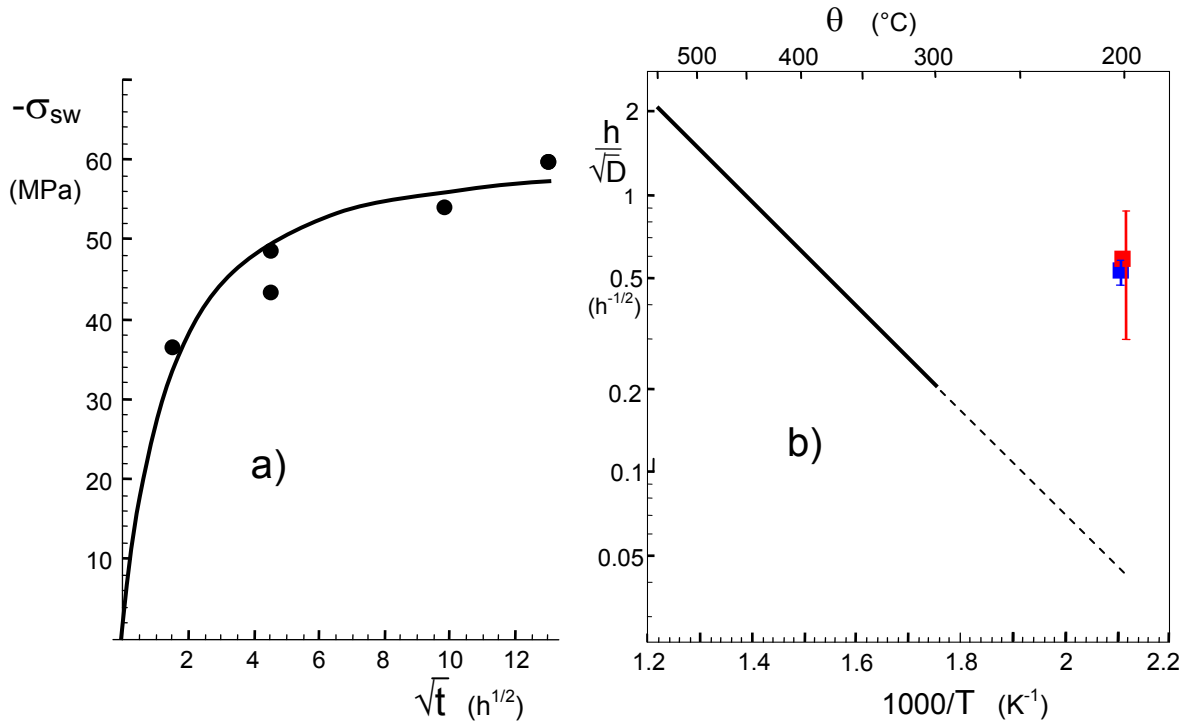 -σsw
(MPa)
60
50
40
30
20
10
2 4 6 8 10 12
√t (h1/2)
a)
θ (°C)
500 400 300 200
h
√D
(h-1/2)
2
1
0.5
0.2
0.1
0.05
b)
1.2 1.4 1.6 1.8 2 2.2
1000/T (K-1)